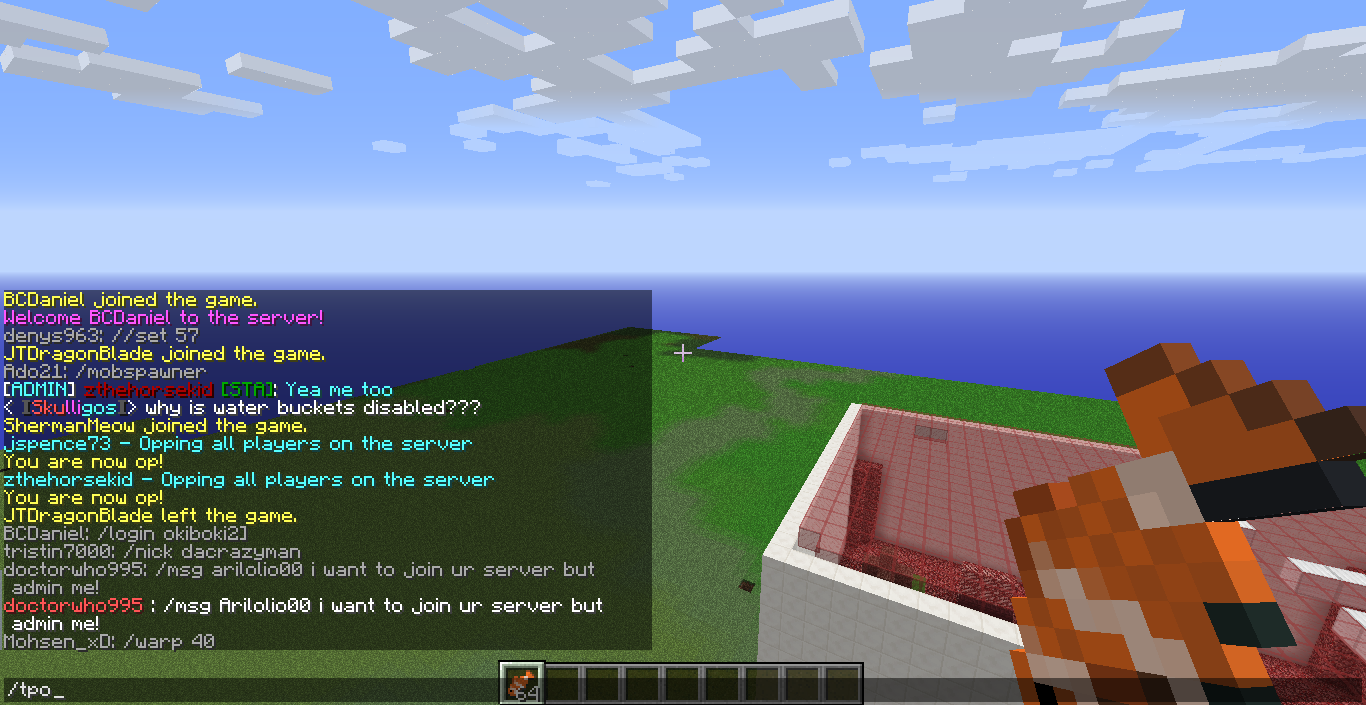 BCDaniel joined the game.
Welcome BCDaniel to the server!
denys963: //set 57
JTDragonBlade joined the game.
Ado21: /mobspawner
[ADMIN] zthehorsekid [STA]: Yea me too
< [Skulligos]> why is water buckets disabled???
ShermanMeow joined the game.
jspence73 - Opping all players on the server
You are now op!
zthehorsekid - Opping all players on the server
You are now op!
JTDragonBlade left the game.
BCDaniel: /login okiboki2]
tristin7000: /nick dacrazyman
doctorwho995: /msg arilolio00 i want to join ur server but
admin me!
doctorwho995 : /msg Arilolio00 i want to join ur server but
admin me!
Mohsen_xD: /warp 40
64
/tpo_